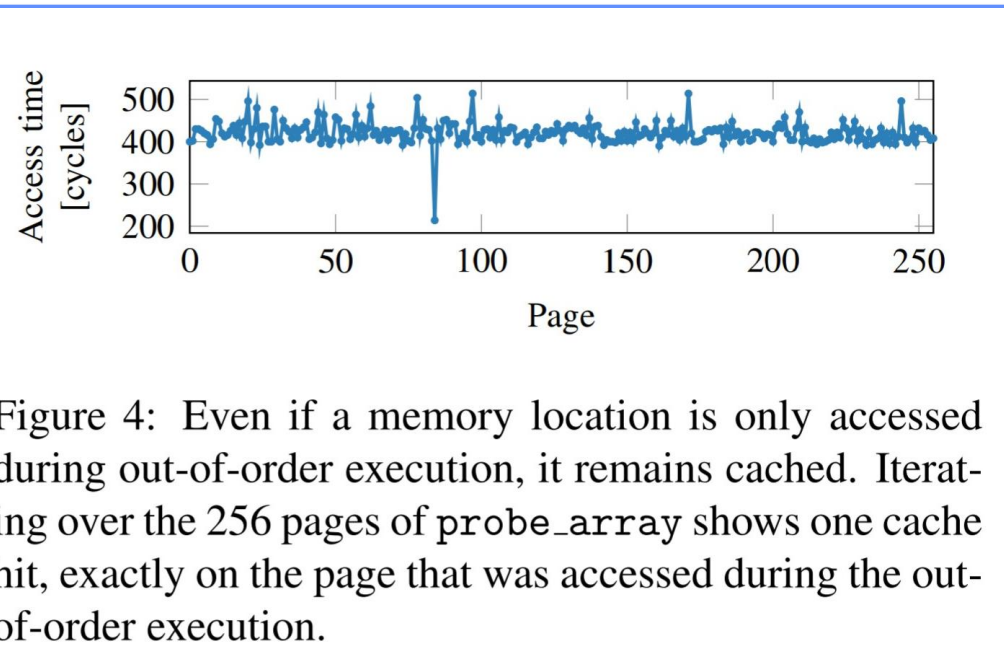 Access time
[cycles]
500
400
300
200
0 50 100 150 200 250
Page
Figure 4: Even if a memory location is only accessed
during out-of-order execution, it remains cached. Iterat-
ing over the 256 pages of probe_array shows one cache
hit, exactly on the page that was accessed during the out-
of-order execution.